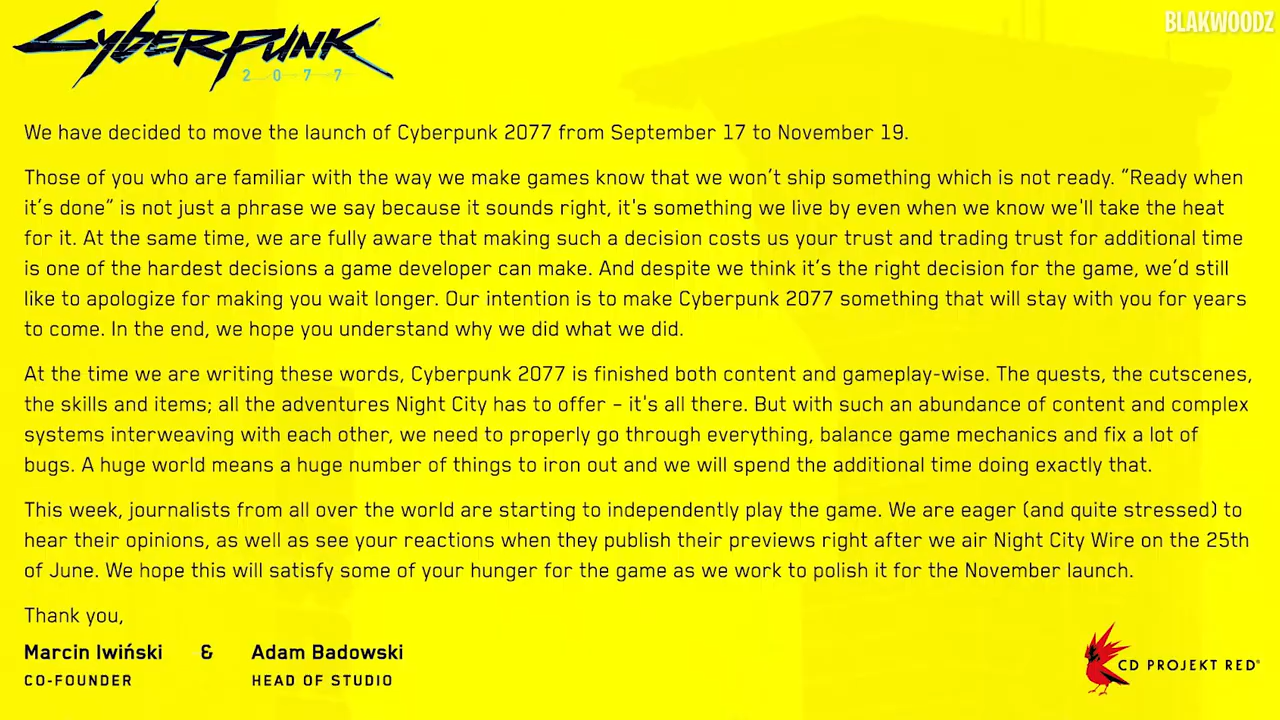 CYBERPUNK
2077
BLAKWOODZ
We have decided to move the launch of Cyberpunk 2077 from September 17 to November 19.
Those of you who are familiar with the way we make games know that we won’t ship something which is not ready. “Ready when
it’s done“ is not just a phrase we say because it sounds right, it's something we live by even when we know we'll take the heat
for it. At the same time, we are fully aware that making such a decision costs us your trust and trading trust for additional time
is one of the hardest decisions a game developer can make. And despite we think it’s the right decision for the game, we’d still
like to apologize for making you wait longer. Our intention is to make Cyberpunk 2077 something that will stay with you for years
to come. In the end, we hope you understand why we did what we did.
At the time we are writing these words, Cyberpunk 2077 is finished both content and gameplay-wise. The quests, the cutscenes,
the skills and items; all the adventures Night City has to offer – it's all there. But with such an abundance of content and complex
systems interweaving with each other, we need to properly go through everything, balance game mechanics and fix a lot of
bugs. A huge world means a huge number of things to iron out and we will spend the additional time doing exactly that.
This week, journalists from all over the world are starting to independently play the game. We are eager (and quite stressed) to
hear their opinions, as well as see your reactions when they publish their previews right after we air Night City Wire on the 25th
of June. We hope this will satisfy some of your hunger for the game as we work to polish it for the November launch.
Thank you,
Marcin Iwiński & Adam Badowski
CO-FOUNDER HEAD OF STUDIO
CD PROJEKT RED®